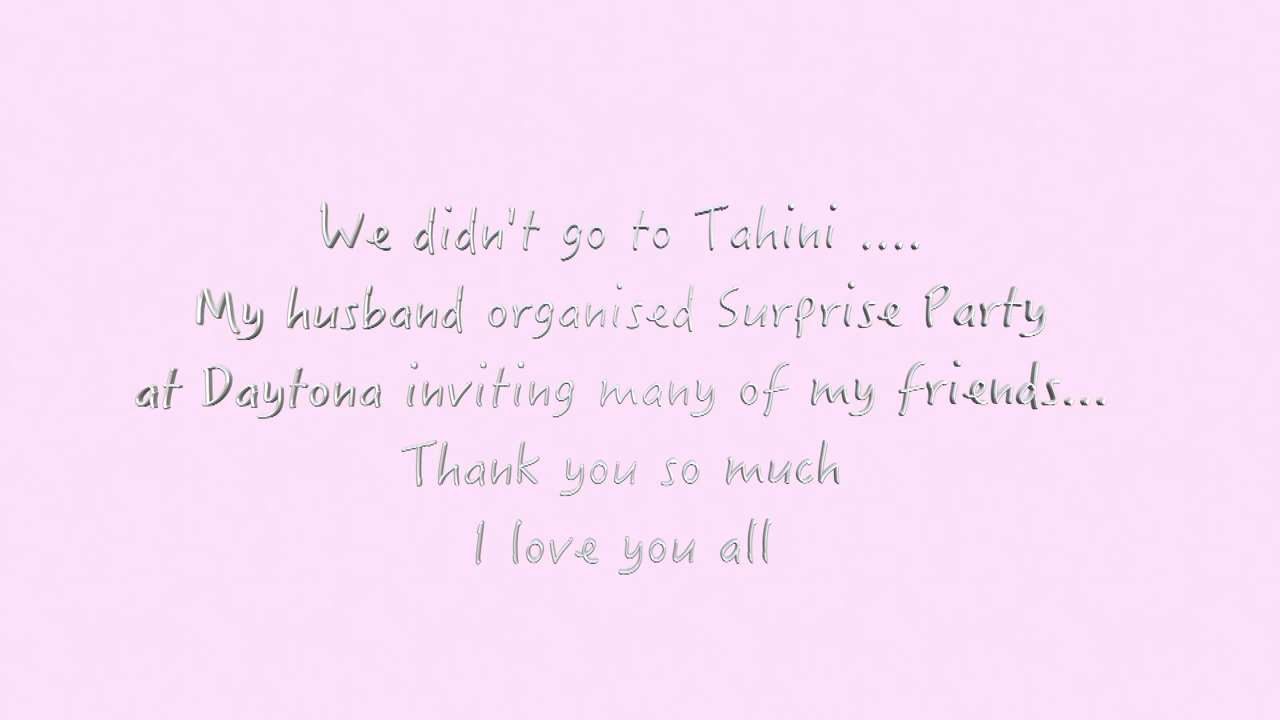 We didn't go to Tahini ....
My husband organised Surprise Party
at Daytona inviting many of my friends...
Thank you so much
I love you all